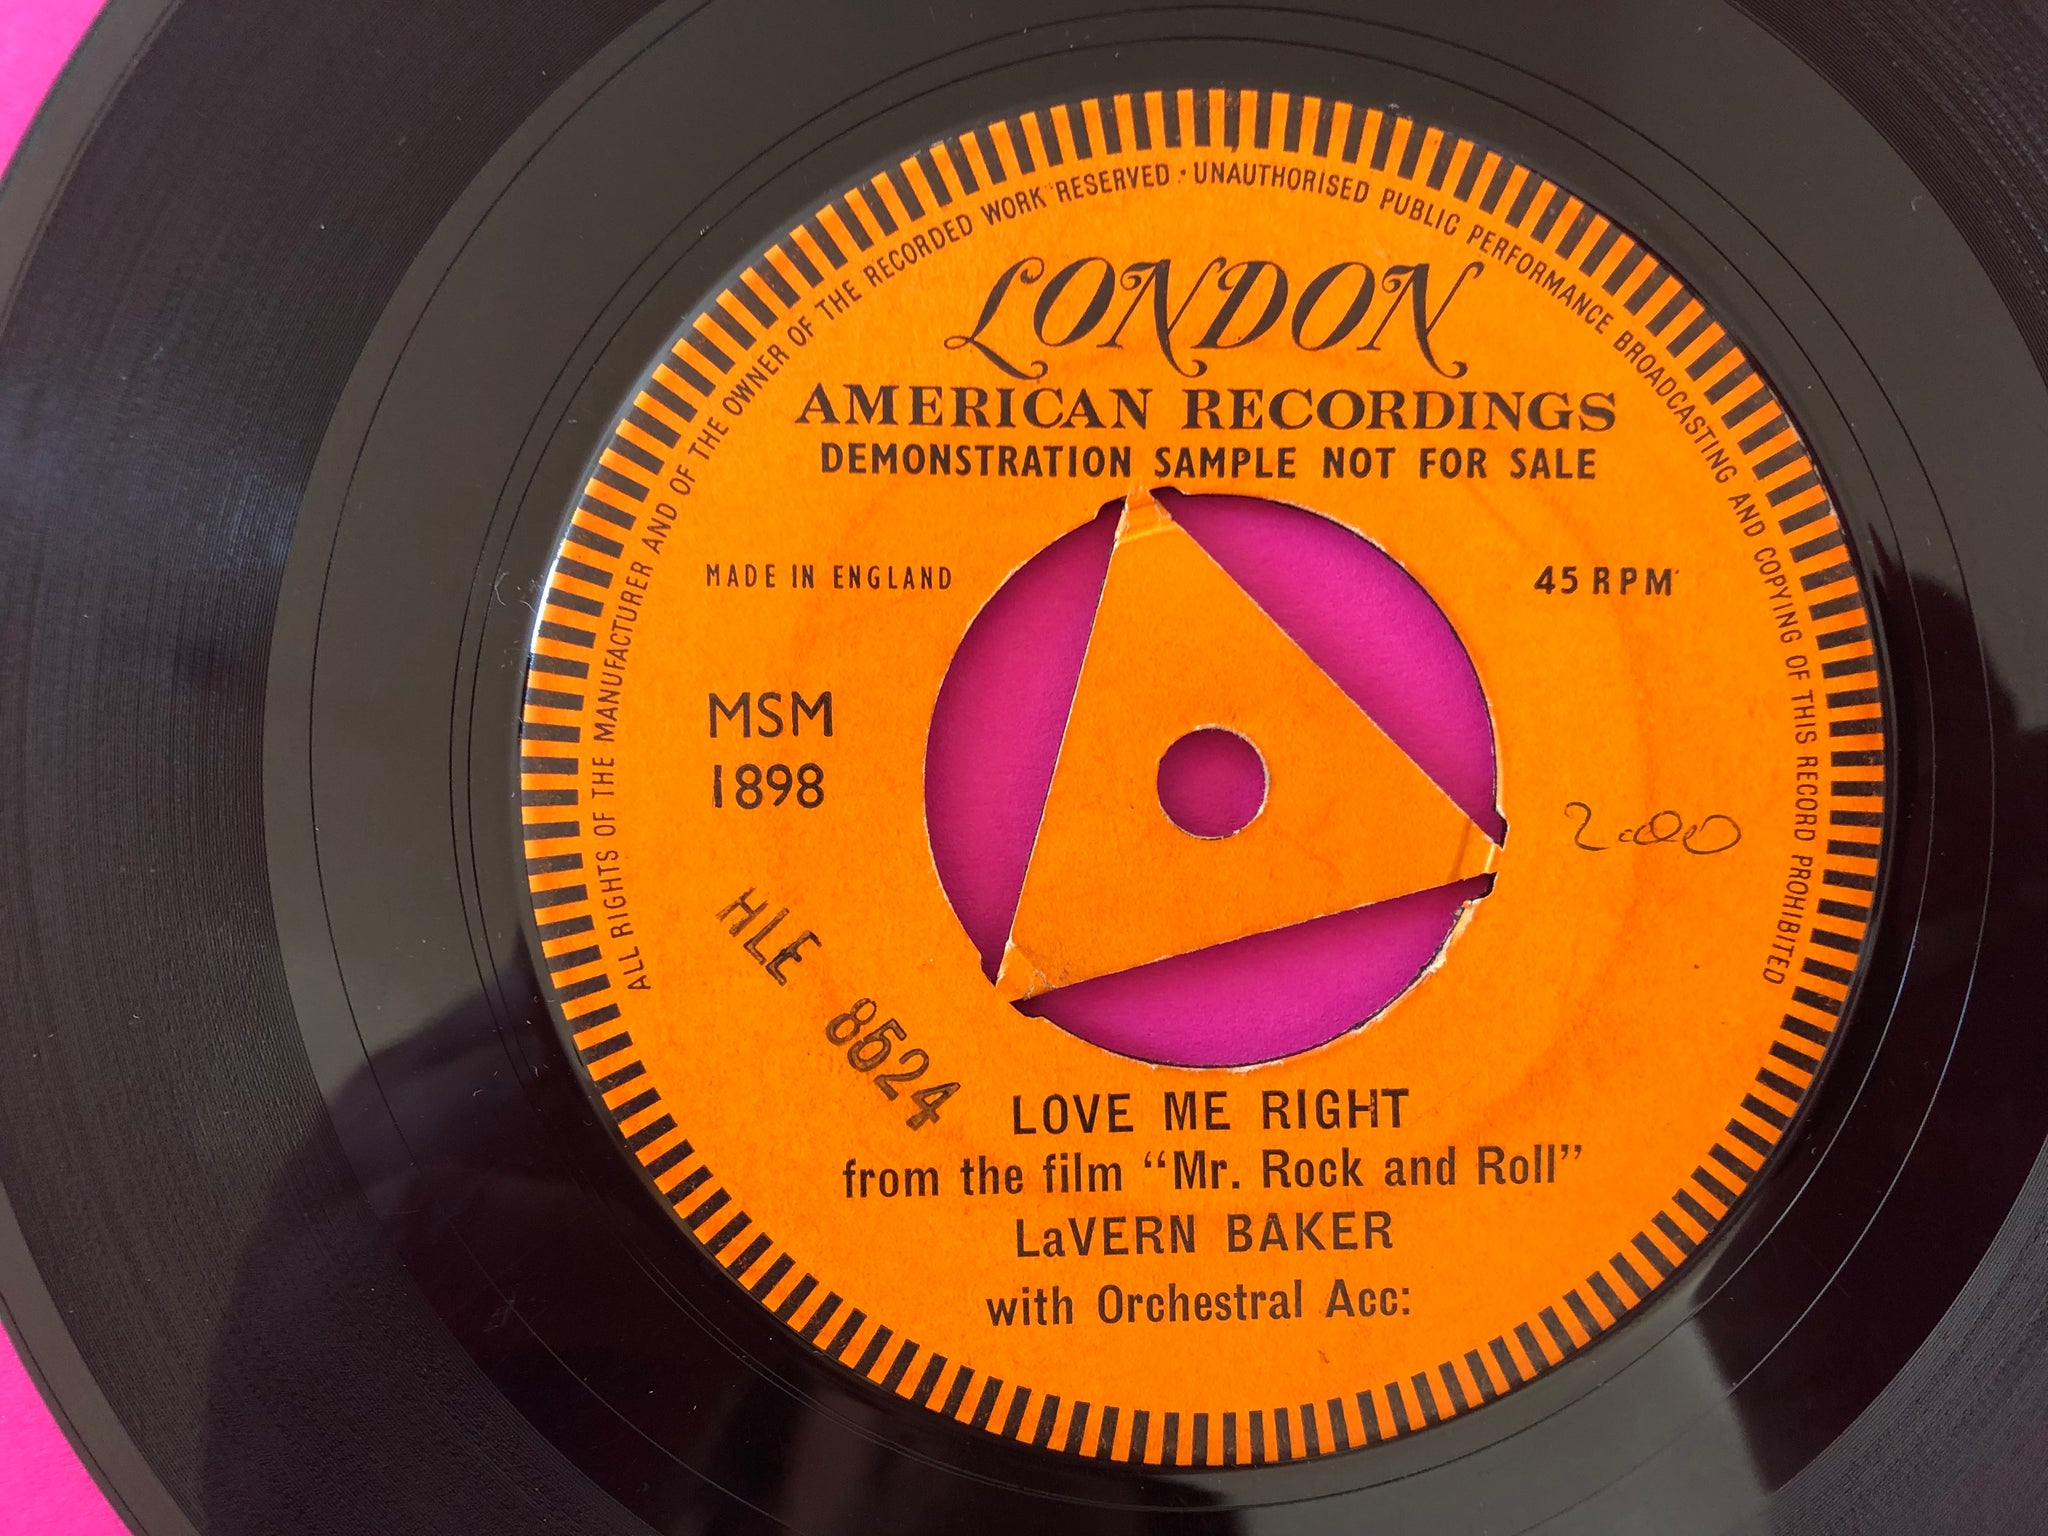 ALL RIGHTS OF THE MANUFACTURER AND OF THE OWNER OF THE RECORDED WORK RESERVED · UNAUTHORISED PUBLIC PERFORMANCE BROADCASTING AND COPYING OF THIS RECORD PROHIBITED
LONDON
AMERICAN RECORDINGS
DEMONSTRATION SAMPLE NOT FOR SALE
MADE IN ENGLAND
45 RPM
MSM
1898
HLE 8524
LOVE ME RIGHT
from the film “Mr. Rock and Roll”
LaVERN BAKER
with Orchestral Acc: